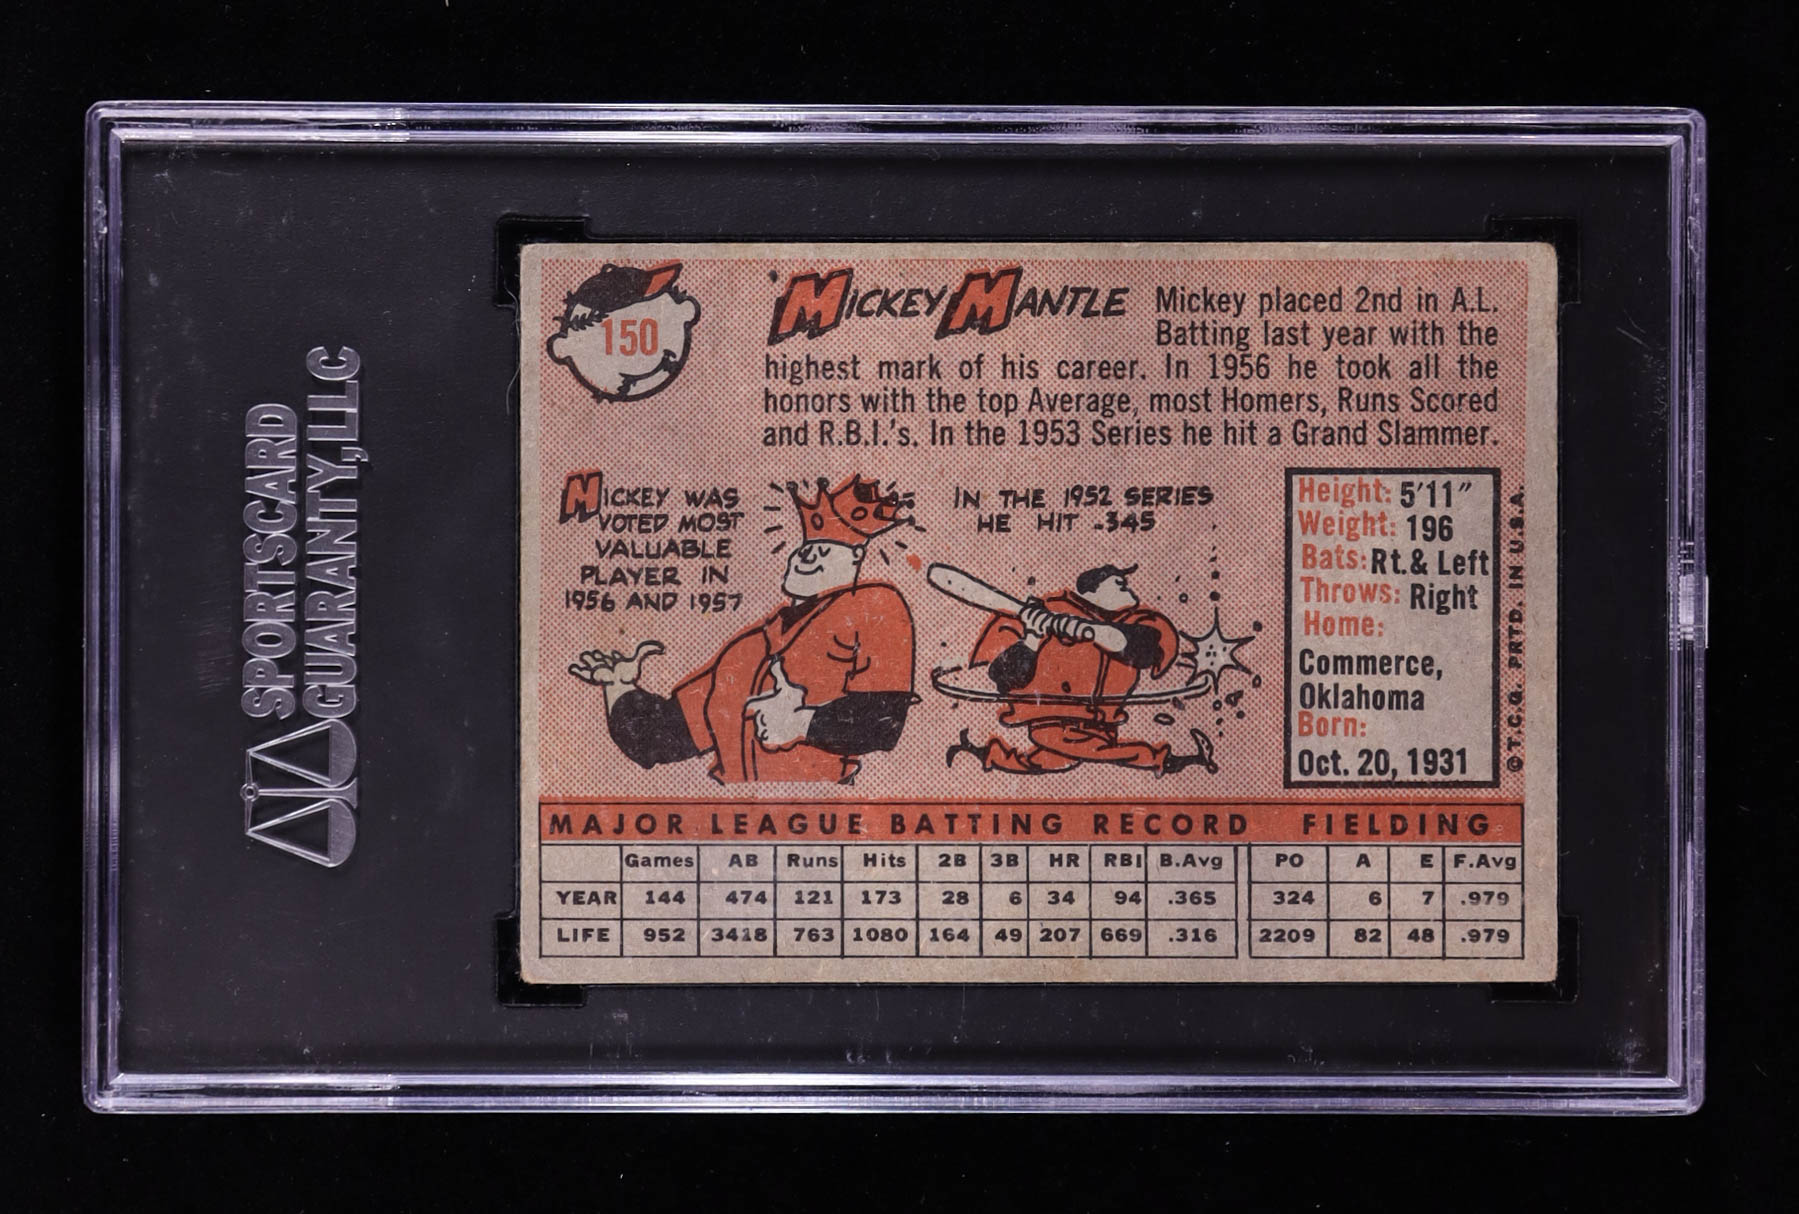 SPORTSCARD
GUARANTY,LLC
150
MICKEY MANTLE
Mickey placed 2nd in A.L.
Batting last year with the
highest mark of his career. In 1956 he took all the
honors with the top Average, most Homers, Runs Scored
and R.B.I.'s. In the 1953 Series he hit a Grand Slammer.
MICKEY WAS
VOTED MOST
VALUABLE
PLAYER IN
1956 AND 1957
IN THE 1952 SERIES
HE HIT .345
Height: 5'11"
Weight: 196
Bats: Rt. & Left
Throws: Right
Home:
Commerce,
Oklahoma
Born:
Oct. 20, 1931
© T.C.G. PRTD. IN U.S.A.
MAJOR LEAGUE BATTING RECORD FIELDING
Games AB Runs Hits 2B 3B HR RBI B.Avg PO A E F.Avg
YEAR 144 474 121 173 28 6 34 94 .365 324 6 7 .979
LIFE 952 3418 763 1080 164 49 207 669 .316 2209 82 48 .979